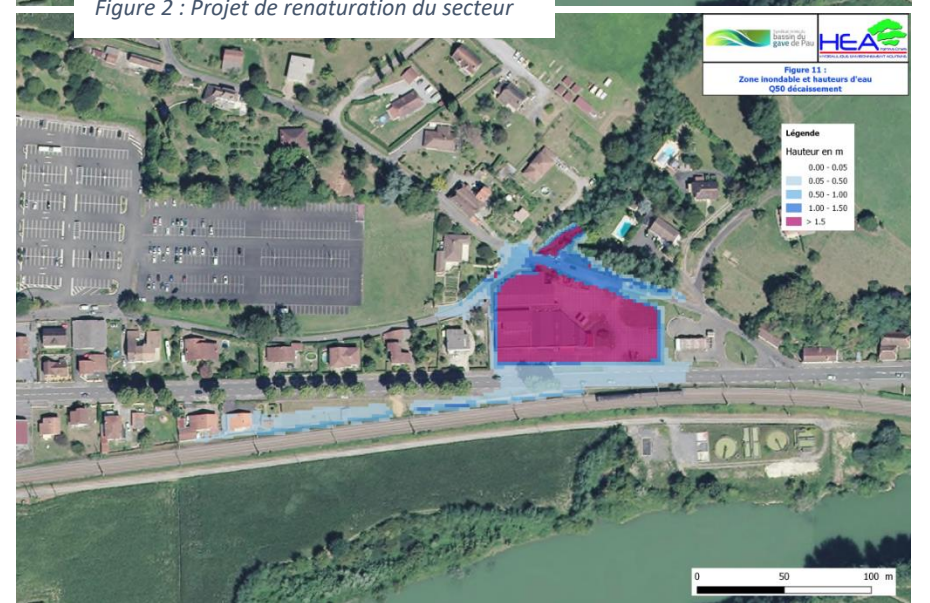 Figure 2 : Projet de renaturation du secteur
bassin du
gave de Pau
HEA
Figure 11 :
Zone inondable et hauteurs d'eau
Q50 décaissement
Légende
Hauteur en m
0.00 - 0.05
0.05 - 0.50
0.50 - 1.00
1.00 - 1.50
> 1.5
0 50 100 m